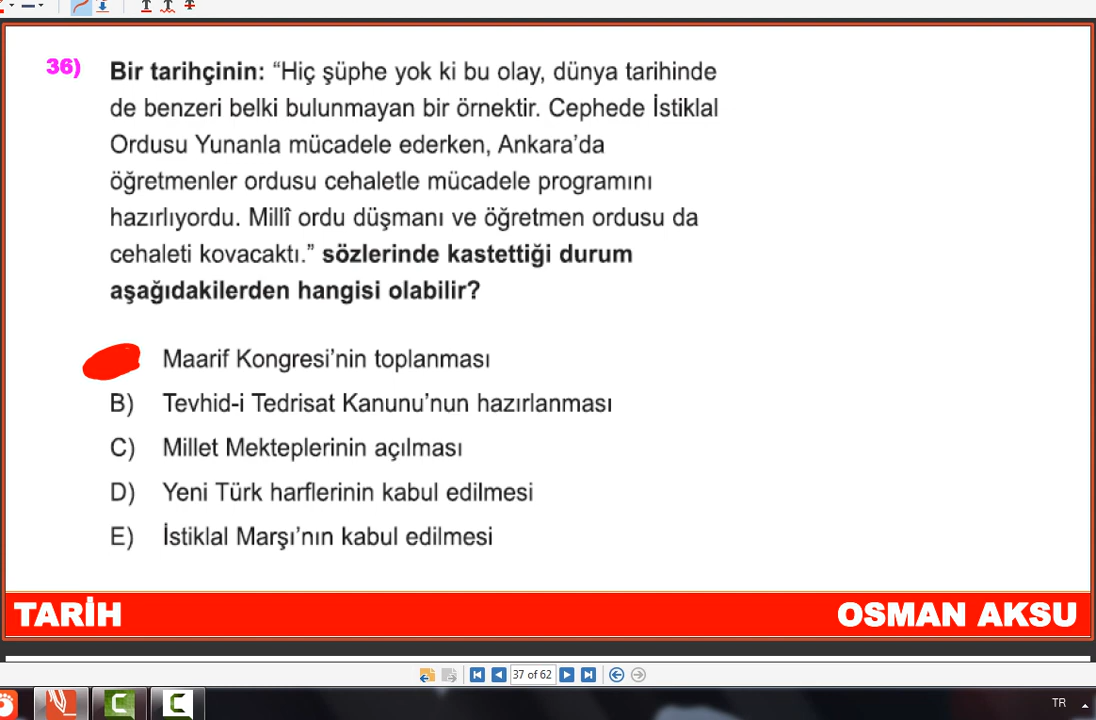 36) Bir tarihçinin: “Hiç şüphe yok ki bu olay, dünya tarihinde
de benzeri belki bulunmayan bir örnektir. Cephede İstiklal
Ordusu Yunanla mücadele ederken, Ankara’da
öğretmenler ordusu cehaletle mücadele programını
hazırlıyordu. Millî ordu düşmanı ve öğretmen ordusu da
cehaleti kovacaktı.” sözlerinde kastettiği durum
aşağıdakilerden hangisi olabilir?
Maarif Kongresi’nin toplanması
B) Tevhid-i Tedrisat Kanunu’nun hazırlanması
C) Millet Mekteplerinin açılması
D) Yeni Türk harflerinin kabul edilmesi
E) İstiklal Marşı’nın kabul edilmesi
TARİH OSMAN AKSU
37 of 62
TR